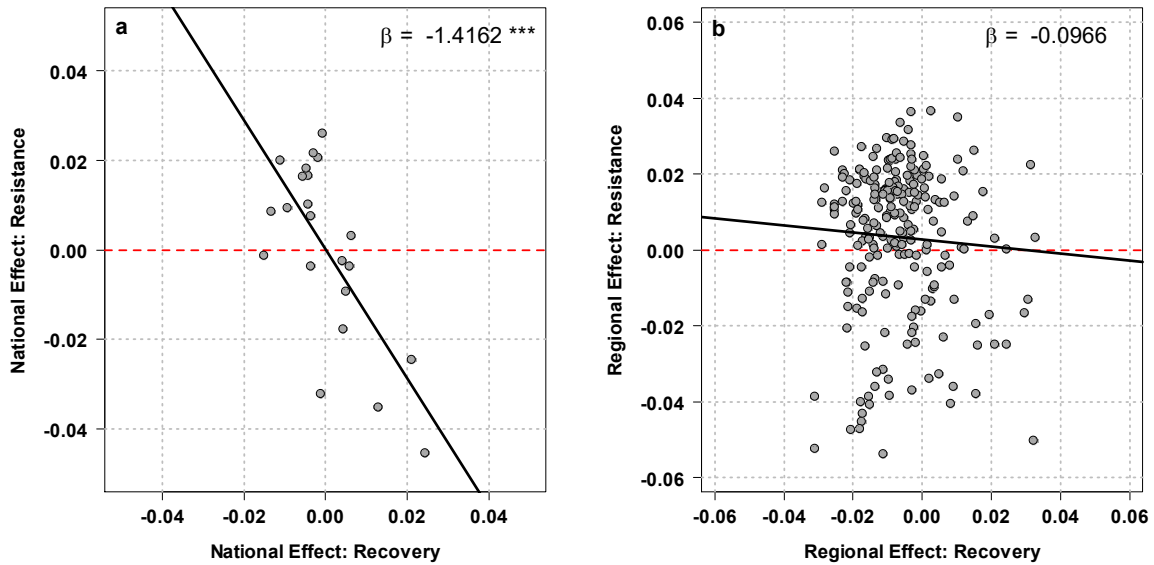 a
β = -1.4162 ***
0.04
0.02
0.00
-0.02
-0.04
National Effect: Resistance
-0.04 -0.02 0.00 0.02 0.04
National Effect: Recovery
b
β = -0.0966
0.06
0.04
0.02
0.00
-0.02
-0.04
-0.06
Regional Effect: Resistance
-0.06 -0.04 -0.02 0.00 0.02 0.04 0.06
Regional Effect: Recovery